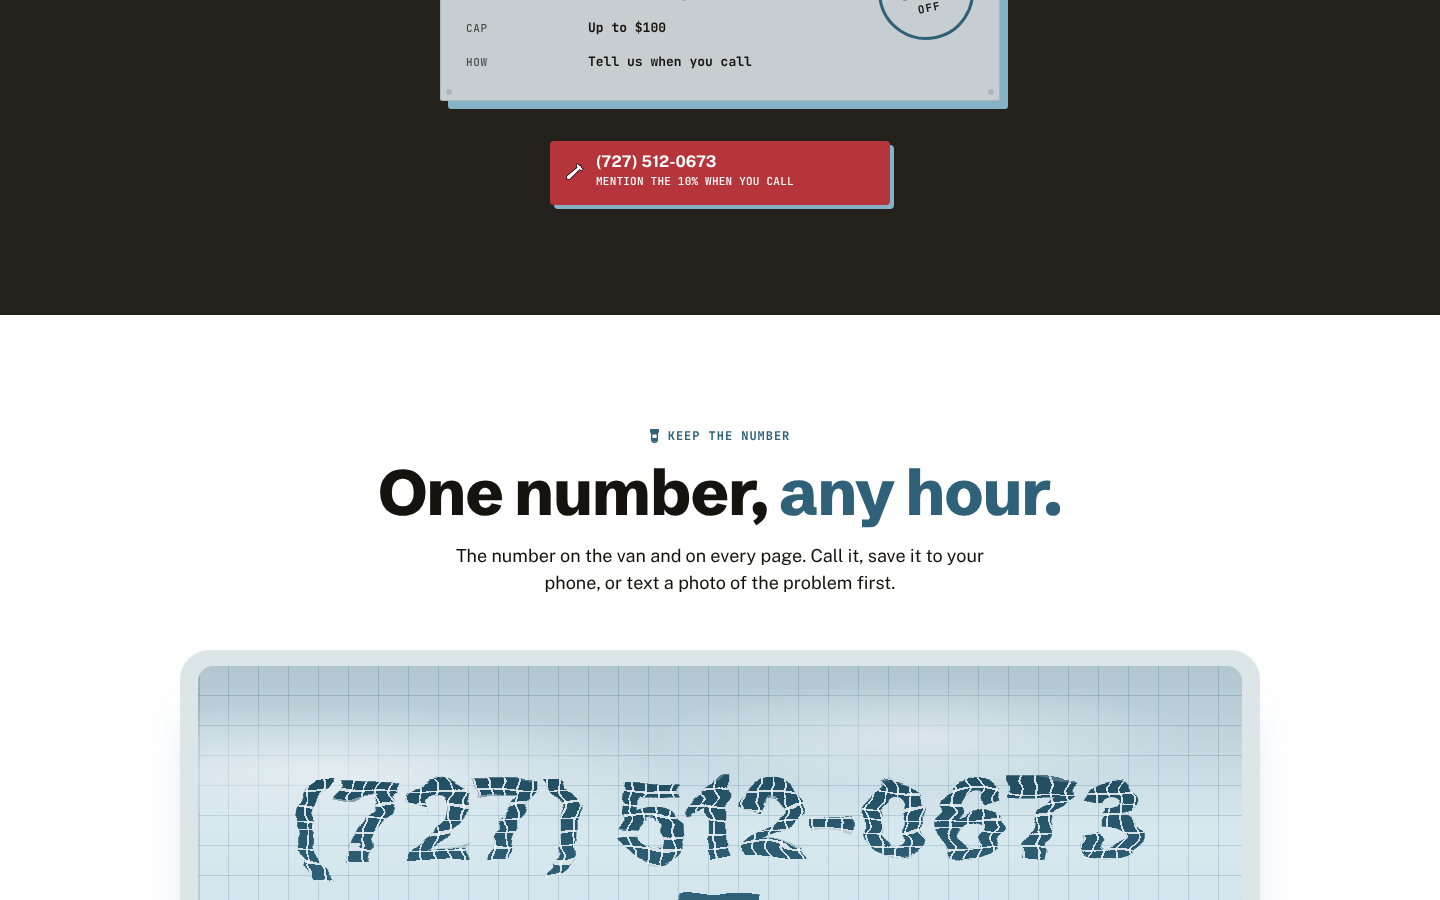 OFF
CAP Up to $100
HOW Tell us when you call
(727) 512-0673
MENTION THE 10% WHEN YOU CALL
KEEP THE NUMBER
One number, any hour.
The number on the van and on every page. Call it, save it to your
phone, or text a photo of the problem first.
(727) 512-0673